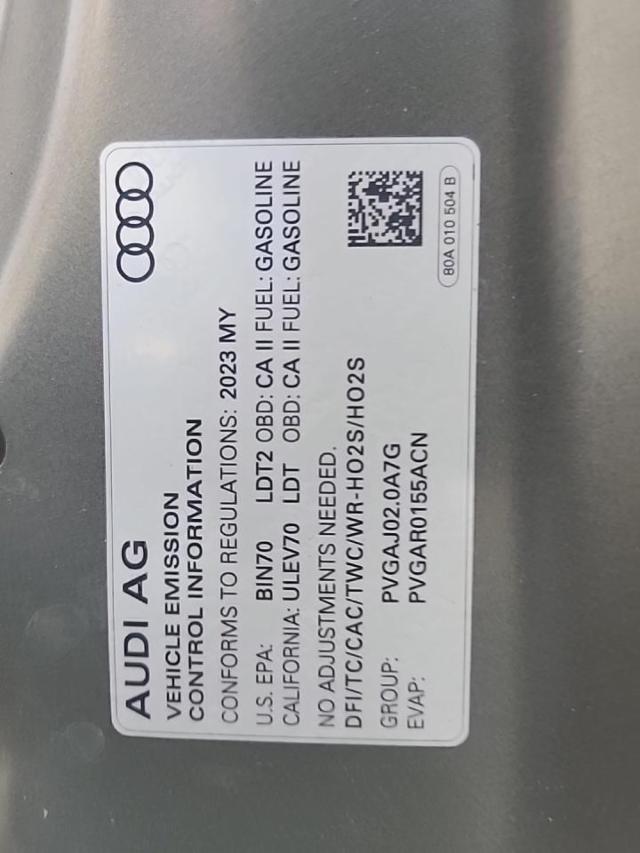 AUDI AG
VEHICLE EMISSION
CONTROL INFORMATION
CONFORMS TO REGULATIONS: 2023 MY
U.S. EPA: BIN70 LDT2 OBD: CA II FUEL: GASOLINE
CALIFORNIA: ULEV70 LDT OBD: CA II FUEL: GASOLINE
NO ADJUSTMENTS NEEDED.
DFI/TC/CAC/TWC/WR-HO2S/HO2S
GROUP: PVGAJ02.0A7G
EVAP: PVGAR0155ACN
80A 010 504 B